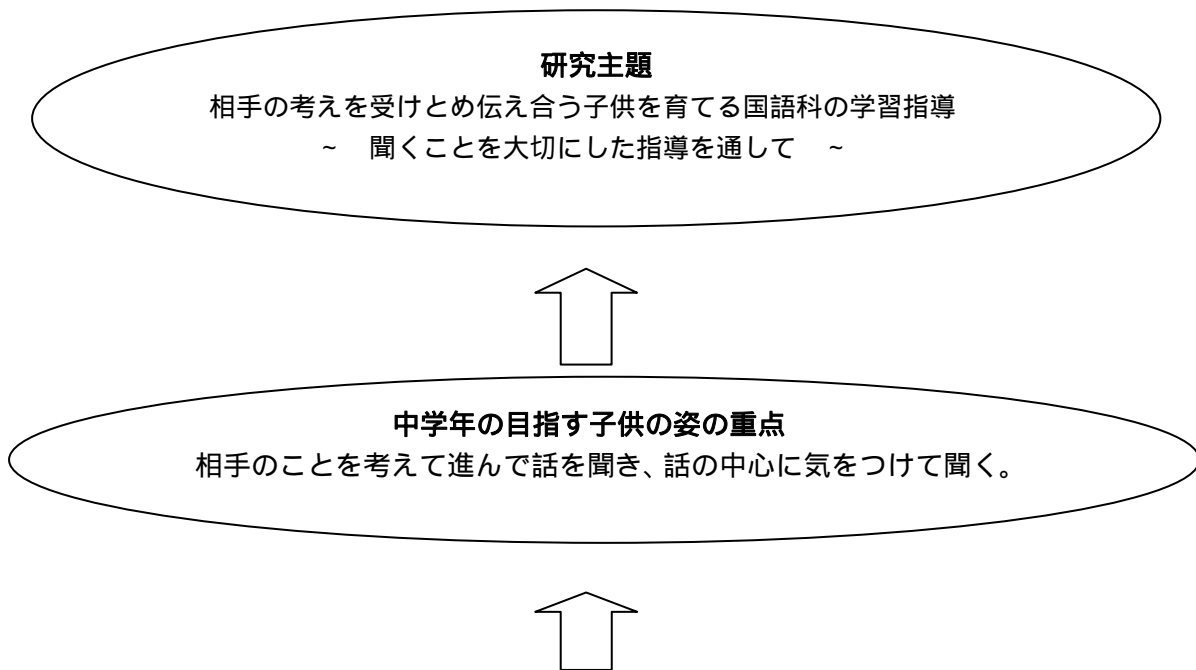 研究主題
相手の考えを受けとめ伝え合う子供を育てる国語科の学習指導
~ 聞くことを大切にした指導を通して ~
中学年の目指す子供の姿の重点
相手のことを考えて進んで話を聞き、話の中心に気をつけて聞く。